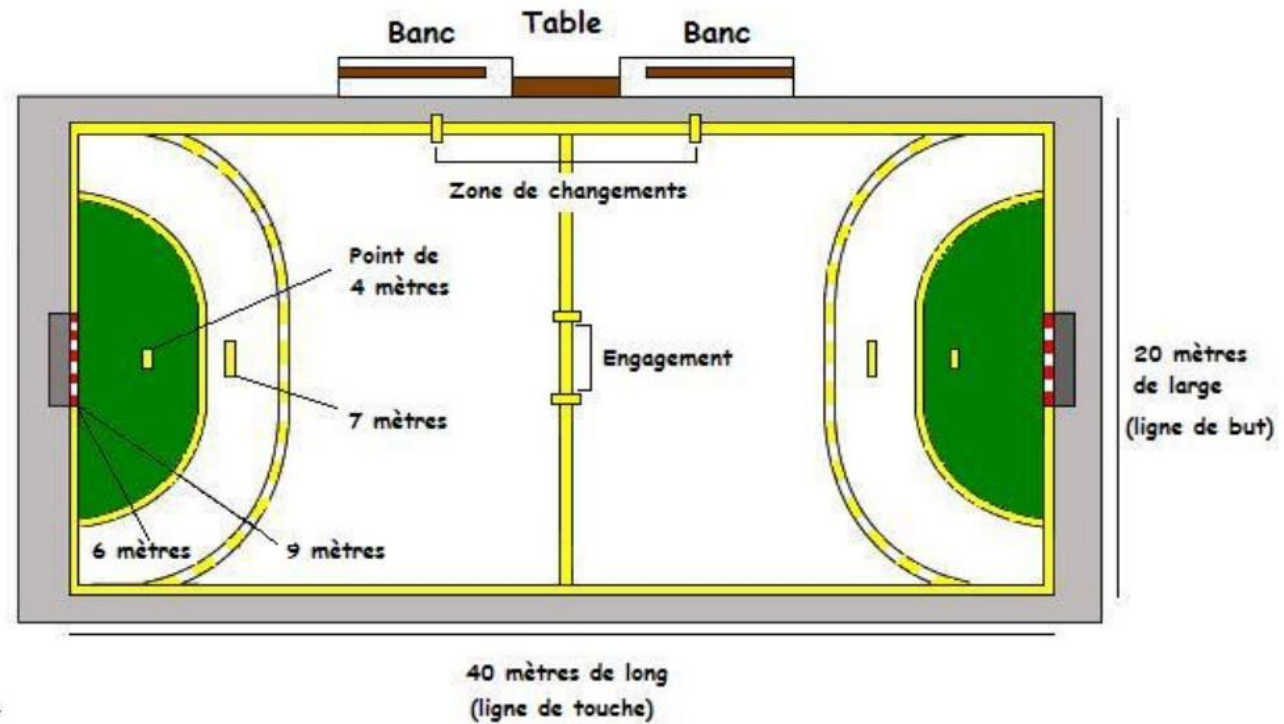 Banc
Table
Banc
Zone de changements
Point de
4 mètres
Engagement
7 mètres
20 mètres
de large
(ligne de but)
6 mètres
9 mètres
40 mètres de long
(ligne de touche)